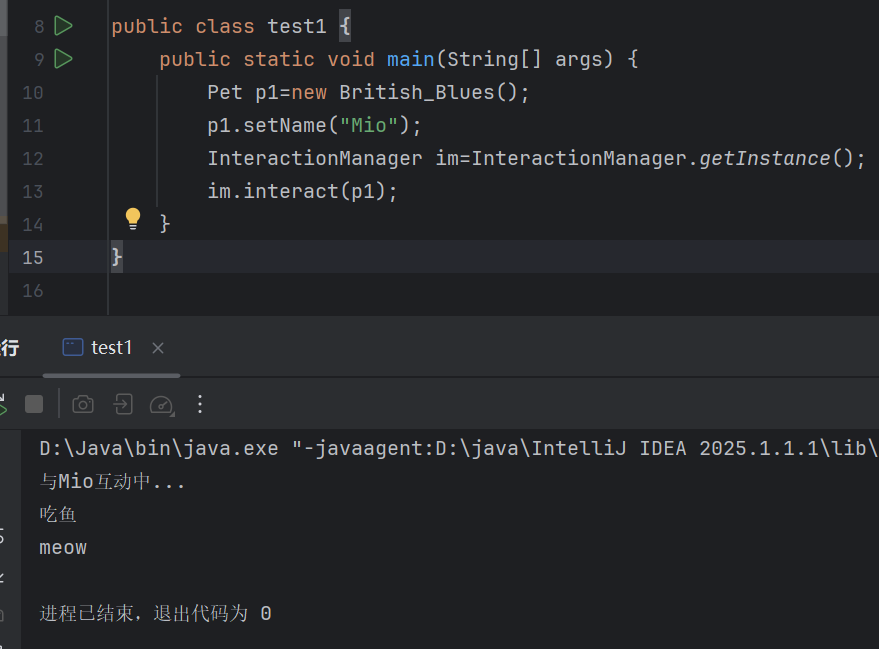 8 public class test1 {
9 public static void main(String[] args) {
10 Pet p1=new British_Blues();
11 p1.setName("Mio");
12 InteractionManager im=InteractionManager.getInstance();
13 im.interact(p1);
14 }
15 }
16
行 test1
D:\Java\bin\java.exe "-javaagent:D:\java\IntelliJ IDEA 2025.1.1.1\lib\
与Mio互动中...
吃鱼
meow
进程已结束，退出代码为 0